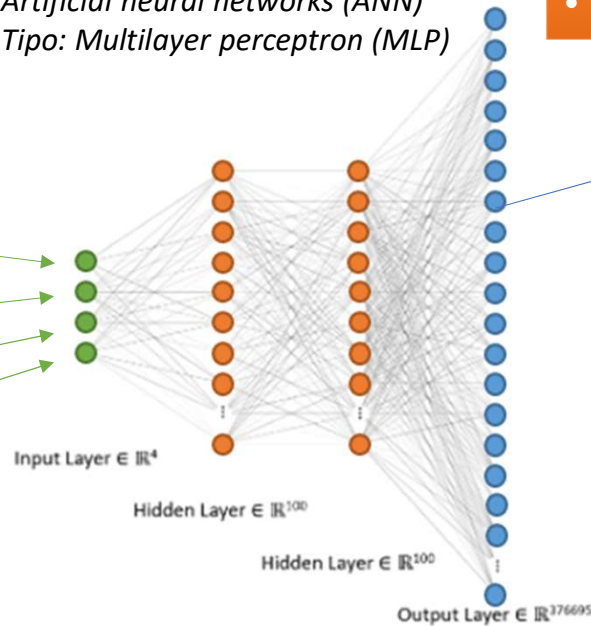 Artificial neural networks (ANN)
Tipo: Multilayer perceptron (MLP)
Input Layer ∈ ℝ⁴
Hidden Layer ∈ ℝ¹⁰⁰
Hidden Layer ∈ ℝ¹⁰⁰
Output Layer ∈ ℝ³⁷⁶⁶⁹⁵